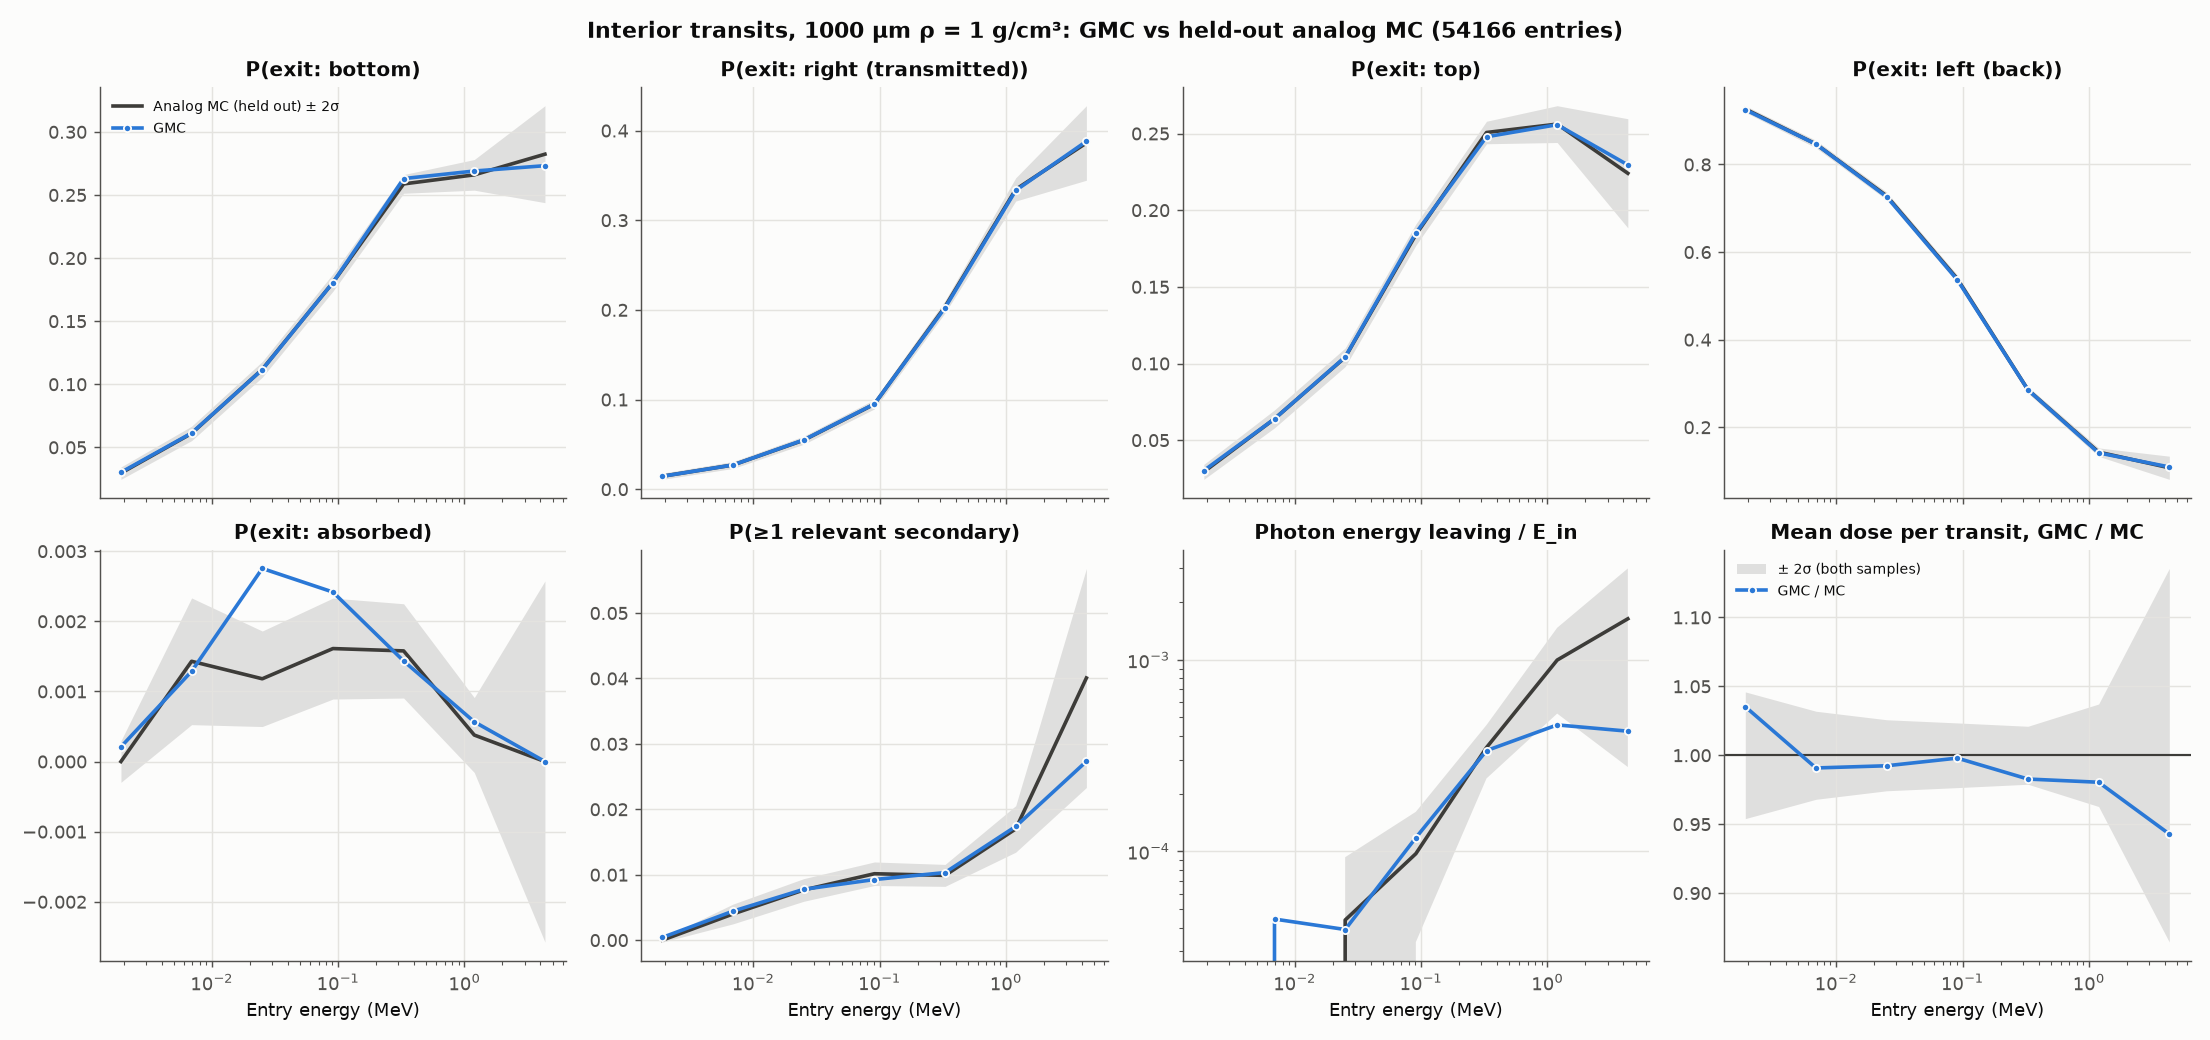 Interior transits, 1000 µm ρ = 1 g/cm³: GMC vs held-out analog MC (54166 entries)
P(exit: bottom)
Analog MC (held out) ± 2σ
GMC
0.30
0.25
0.20
0.15
0.10
0.05
P(exit: right (transmitted))
0.4
0.3
0.2
0.1
0.0
P(exit: top)
0.25
0.20
0.15
0.10
0.05
P(exit: left (back))
0.8
0.6
0.4
0.2
P(exit: absorbed)
0.003
0.002
0.001
0.000
−0.001
−0.002
10⁻² 10⁻¹ 10⁰
Entry energy (MeV)
P(≥1 relevant secondary)
0.05
0.04
0.03
0.02
0.01
0.00
10⁻² 10⁻¹ 10⁰
Entry energy (MeV)
Photon energy leaving / E_in
10⁻³
10⁻⁴
10⁻² 10⁻¹ 10⁰
Entry energy (MeV)
Mean dose per transit, GMC / MC
± 2σ (both samples)
GMC / MC
1.10
1.05
1.00
0.95
0.90
10⁻² 10⁻¹ 10⁰
Entry energy (MeV)